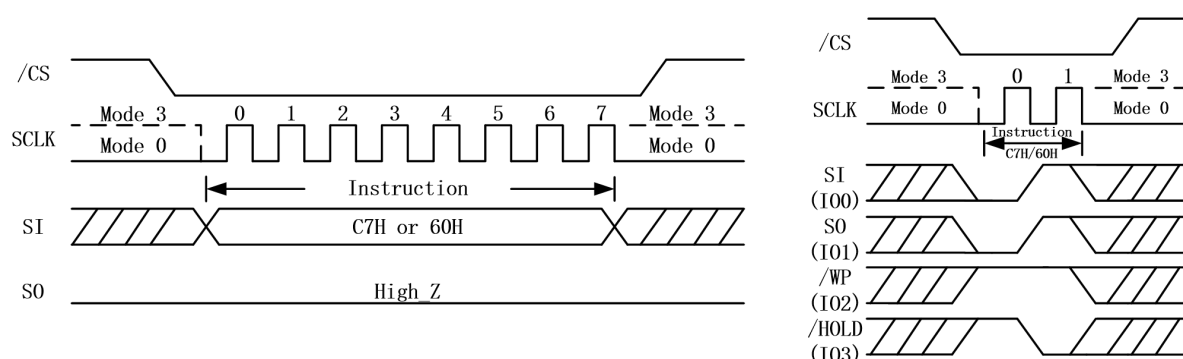 /CS
Mode 3
0 1 2 3 4 5 6 7
Mode 3
SCLK
Mode 0
Mode 0
Instruction
SI
C7H or 60H
SO
High_Z
/CS
Mode 3
0 1
Mode 3
SCLK
Mode 0
Mode 0
Instruction
C7H/60H
SI
(IO0)
SO
(IO1)
/WP
(IO2)
/HOLD
(IO3)